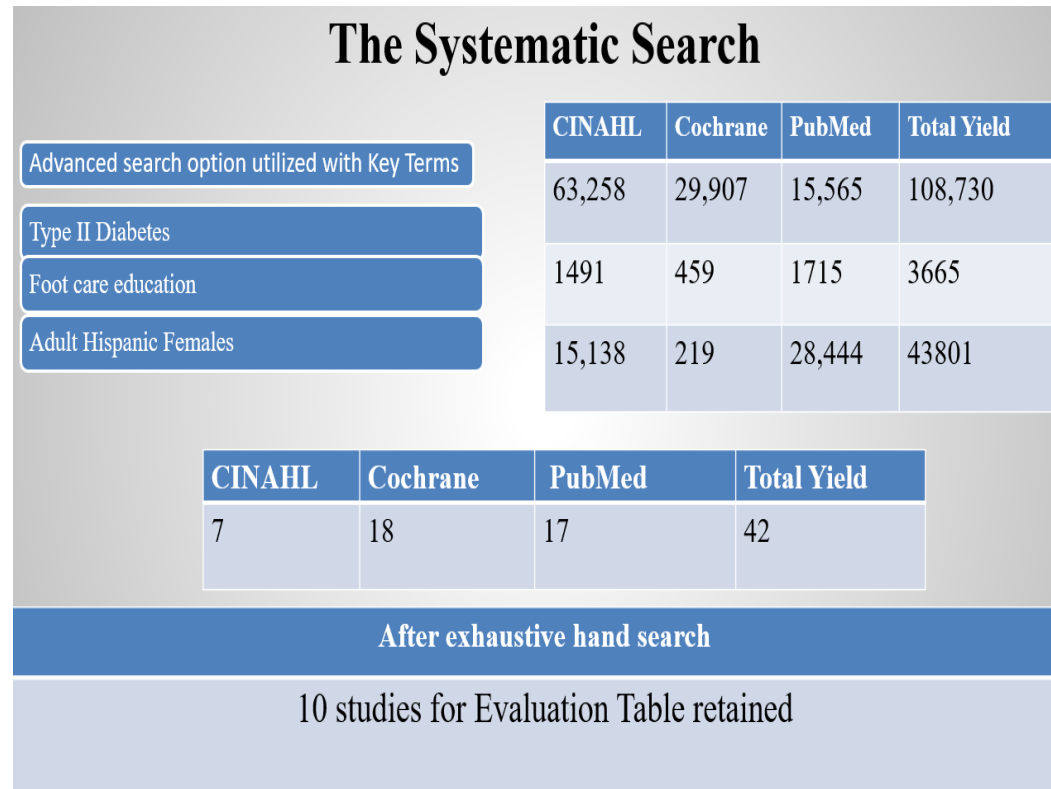 The Systematic Search
Advanced search option utilized with Key Terms
Type II Diabetes
Foot care education
Adult Hispanic Females
CINAHL Cochrane PubMed Total Yield
63,258 29,907 15,565 108,730
1491 459 1715 3665
15,138 219 28,444 43801
CINAHL Cochrane PubMed Total Yield
7 18 17 42
After exhaustive hand search
10 studies for Evaluation Table retained